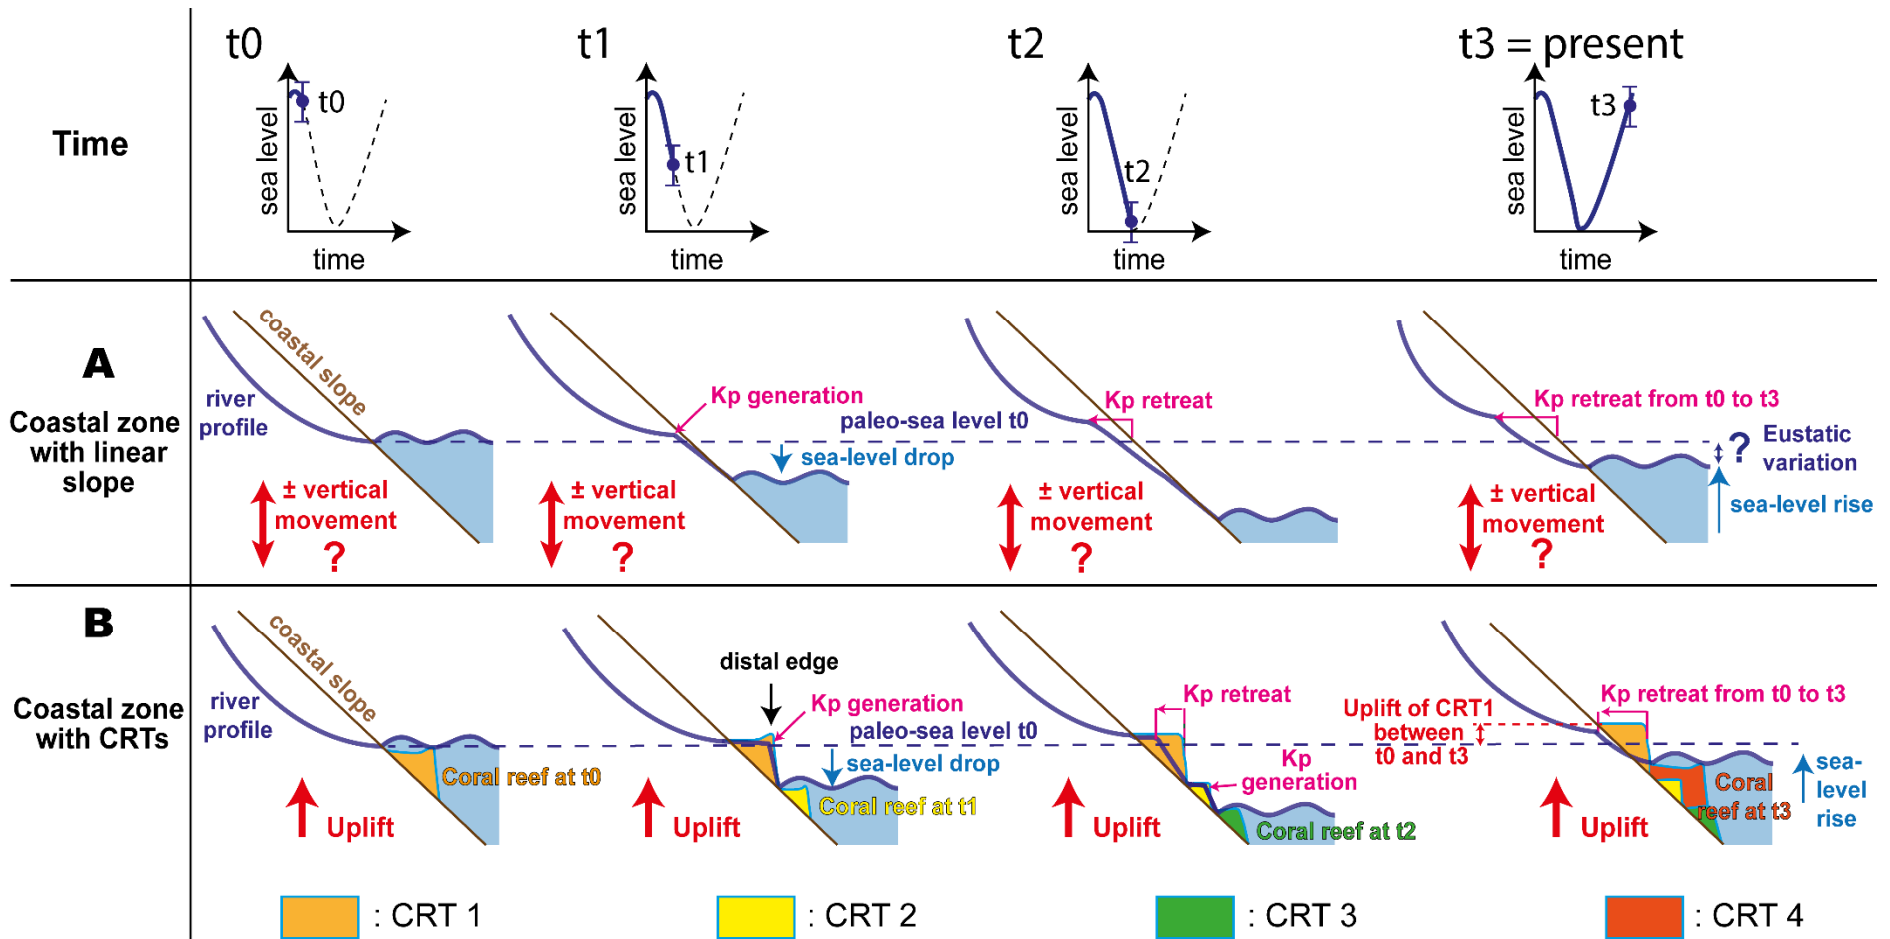 t0
t1
t2
t3 = present
Time
sea level
t0
time
sea level
t1
time
sea level
t2
time
sea level
t3
time
A
Coastal zone
with linear
slope
coastal slope
river
profile
± vertical
movement
?
Kp generation
paleo-sea level t0
sea-level drop
± vertical
movement
?
Kp retreat
± vertical
movement
?
Kp retreat from t0 to t3
?
Eustatic
variation
sea-level rise
± vertical
movement
?
B
Coastal zone
with CRTs
coastal slope
river
profile
Coral reef at t0
Uplift
distal edge
Kp generation
paleo-sea level t0
sea-level drop
Coral reef at t1
Uplift
Kp retreat
Kp
generation
Coral reef at t2
Uplift
Kp retreat from t0 to t3
Uplift of CRT1
between
t0 and t3
Coral
reef at t3
sea-
level
rise
Uplift
: CRT 1
: CRT 2
: CRT 3
: CRT 4